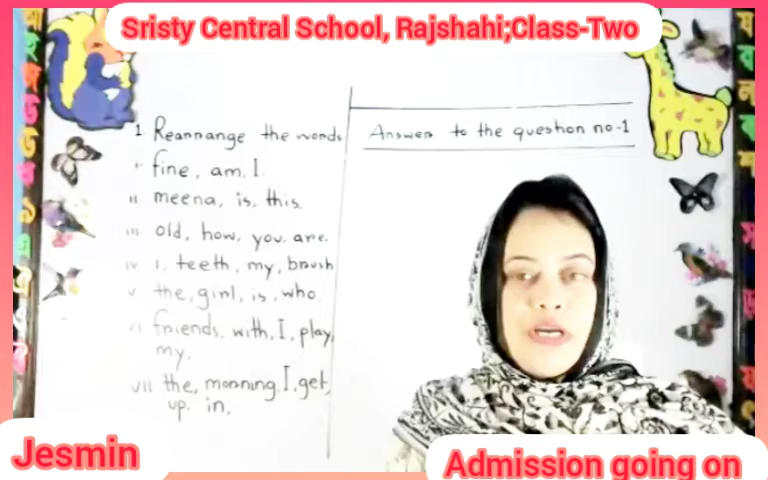 Sristy Central School, Rajshahi;Class-Two
1 Rearrange the words
i fine, am, I.
ii meena, is, this.
iii old, how, you, are.
iv I, teeth, my, brush
v the, girl, is, who
vi friends, with, I, play,
my.
vii the, morning, I, get,
up, in.
Answer to the question no-1
Jesmin
Admission going on